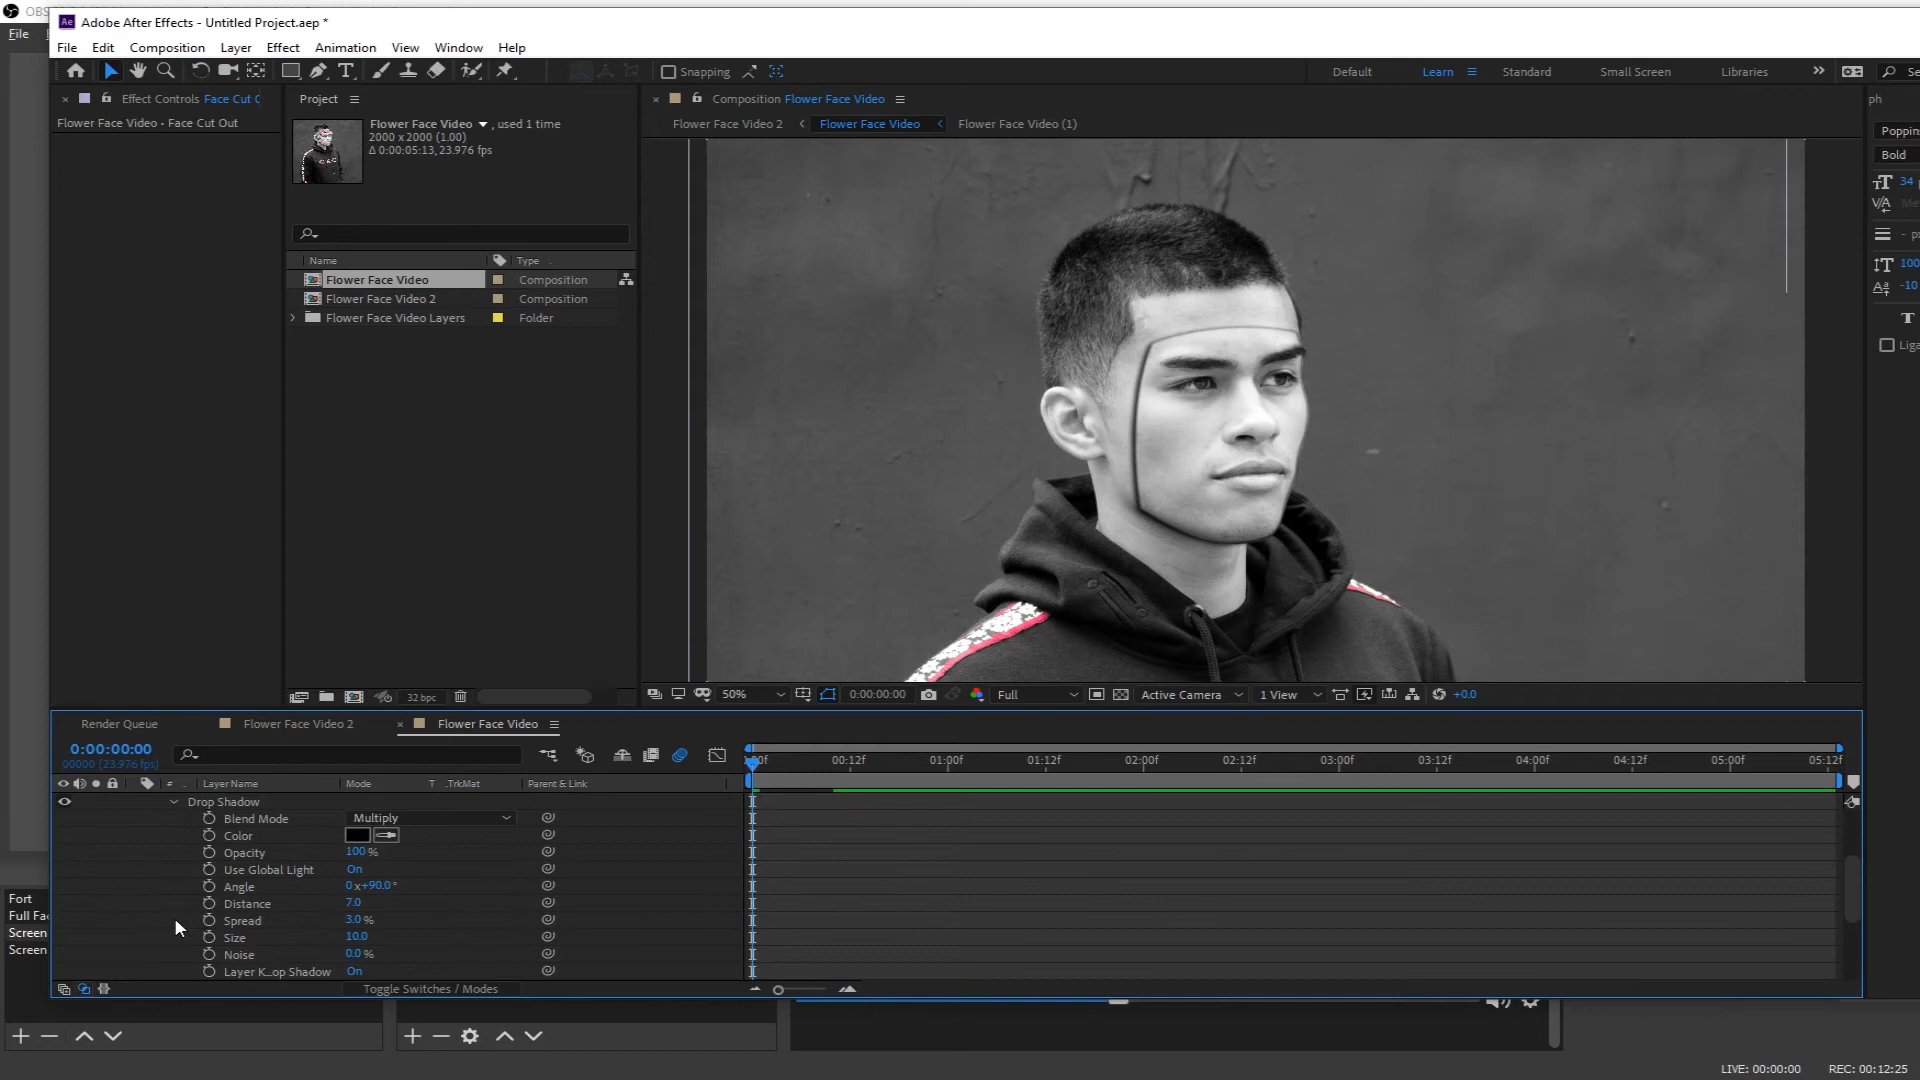 OBS
Adobe After Effects - Untitled Project.aep *
File
File Edit Composition Layer Effect Animation View Window Help
Snapping Default Learn Standard Small Screen Libraries
Effect Controls Face Cut
Flower Face Video • Face Cut Out
Project
Flower Face Video , used 1 time
2000 x 2000 (1.00)
Δ 0:00:05:13, 23.976 fps
Name Type
Flower Face Video Composition
Flower Face Video 2 Composition
Flower Face Video Layers Folder
32 bpc
Composition Flower Face Video
Flower Face Video 2 Flower Face Video Flower Face Video (1)
50% 0:00:00:00 Full Active Camera 1 View +0.0
Bold
34
100
-10
Render Queue Flower Face Video 2 Flower Face Video
0:00:00:00
00000 (23.976 fps)
# Layer Name Mode T .TrkMat Parent & Link
00:12f 01:00f 01:12f 02:00f 02:12f 03:00f 03:12f 04:00f 04:12f 05:00f 05:12f
Drop Shadow
Blend Mode Multiply
Color
Opacity 100 %
Use Global Light On
Angle 0 x+90.0 °
Distance 7.0
Spread 3.0 %
Size 10.0
Noise 0.0 %
Layer K...op Shadow On
Toggle Switches / Modes
Fort
Full Fa
Screen
Screen
LIVE: 00:00:00 REC: 00:12:25